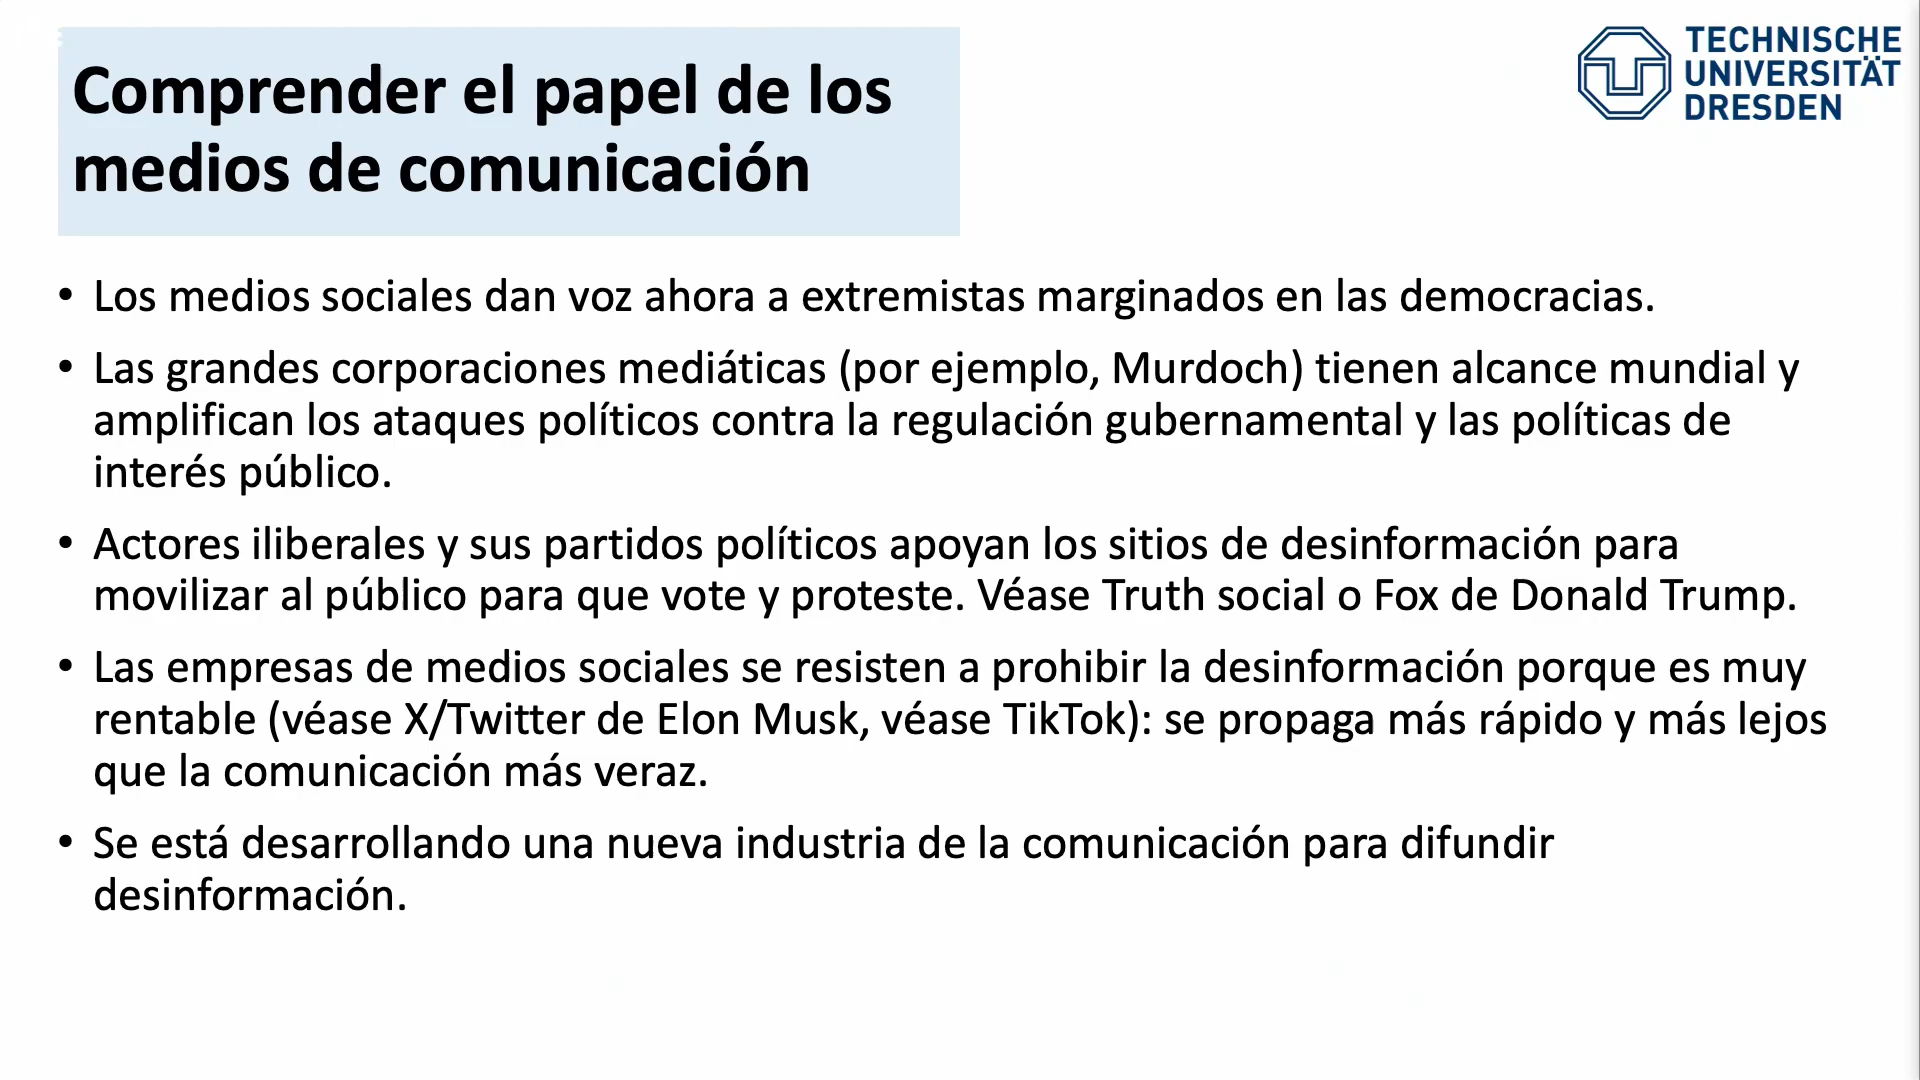 Comprender el papel de los
medios de comunicación
TECHNISCHE
UNIVERSITÄT
DRESDEN
• Los medios sociales dan voz ahora a extremistas marginados en las democracias.
• Las grandes corporaciones mediáticas (por ejemplo, Murdoch) tienen alcance mundial y
amplifican los ataques políticos contra la regulación gubernamental y las políticas de
interés público.
• Actores iliberales y sus partidos políticos apoyan los sitios de desinformación para
movilizar al público para que vote y proteste. Véase Truth social o Fox de Donald Trump.
• Las empresas de medios sociales se resisten a prohibir la desinformación porque es muy
rentable (véase X/Twitter de Elon Musk, véase TikTok): se propaga más rápido y más lejos
que la comunicación más veraz.
• Se está desarrollando una nueva industria de la comunicación para difundir
desinformación.